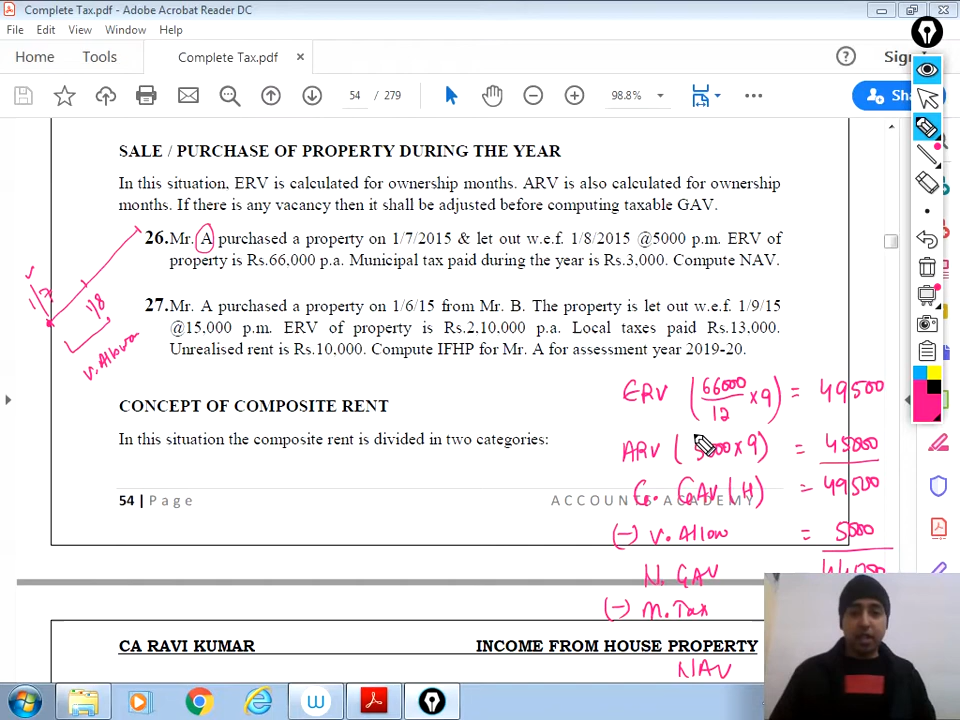 Complete Tax.pdf - Adobe Acrobat Reader DC
File Edit View Window Help
Home Tools Complete Tax.pdf × ? Sign
54 / 279 98.8% Sha
SALE / PURCHASE OF PROPERTY DURING THE YEAR
In this situation, ERV is calculated for ownership months. ARV is also calculated for ownership
months. If there is any vacancy then it shall be adjusted before computing taxable GAV.
26. Mr. A purchased a property on 1/7/2015 & let out w.e.f. 1/8/2015 @5000 p.m. ERV of
property is Rs.66,000 p.a. Municipal tax paid during the year is Rs.3,000. Compute NAV.
1/7
1/8
V. Allowa
27. Mr. A purchased a property on 1/6/15 from Mr. B. The property is let out w.e.f. 1/9/15
@15.000 p.m. ERV of property is Rs.2,10,000 p.a. Local taxes paid Rs.13,000.
Unrealised rent is Rs.10,000. Compute IFHP for Mr. A for assessment year 2019-20.
ERV (66000/12 × 9) = 49500
CONCEPT OF COMPOSITE RENT
In this situation the composite rent is divided in two categories:
ARV (5000 × 9) = 45000
G. GAV (H) = 49500
54 | Page ACCOUNTS ACADEMY
(-) V. Allow = 5000
N. GAV
(-) M. Tax
CA RAVI KUMAR INCOME FROM HOUSE PROPERTY
NAV